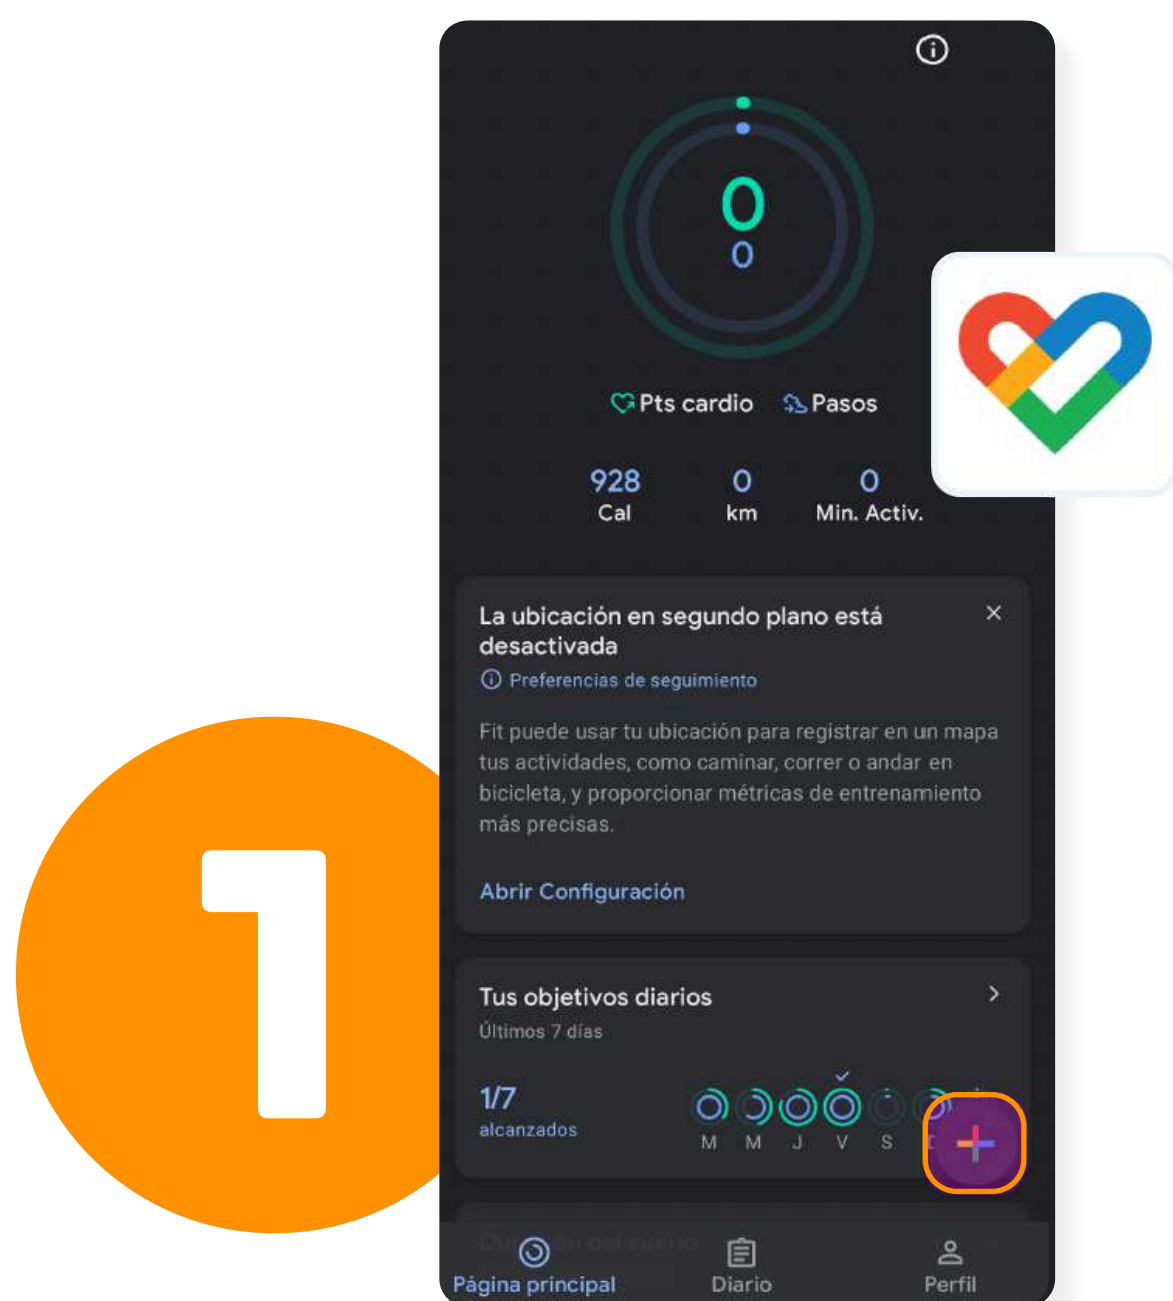 0
0
Pts cardio Pasos
928 0 0
Cal km Min. Activ.
La ubicación en segundo plano está
desactivada
Preferencias de seguimiento
Fit puede usar tu ubicación para registrar en un mapa
tus actividades, como caminar, correr o andar en
bicicleta, y proporcionar métricas de entrenamiento
más precisas.
Abrir Configuración
1
Tus objetivos diarios
Últimos 7 días
1/7
alcanzados
M M J V S
Página principal Diario Perfil